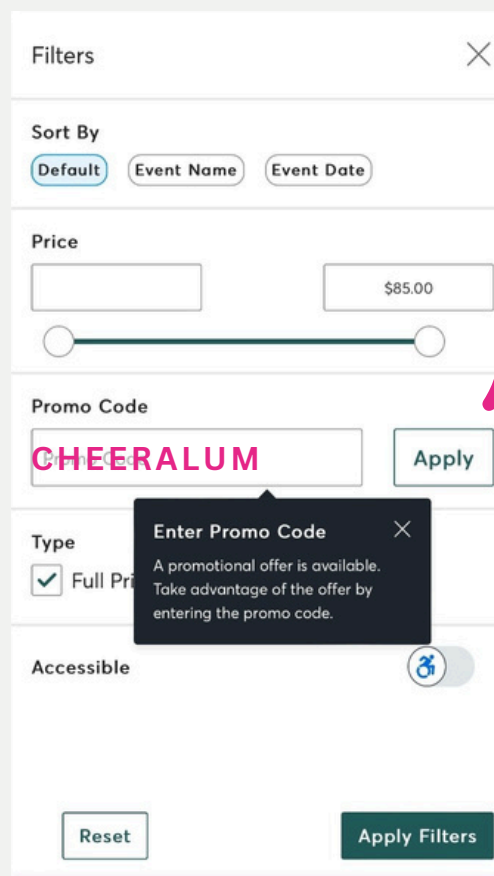 Filters
Sort By
Default Event Name Event Date
Price
$85.00
Promo Code
CHEERALUM
Apply
Enter Promo Code
A promotional offer is available.
Take advantage of the offer by
entering the promo code.
Type
Full Pri
Accessible
Reset Apply Filters